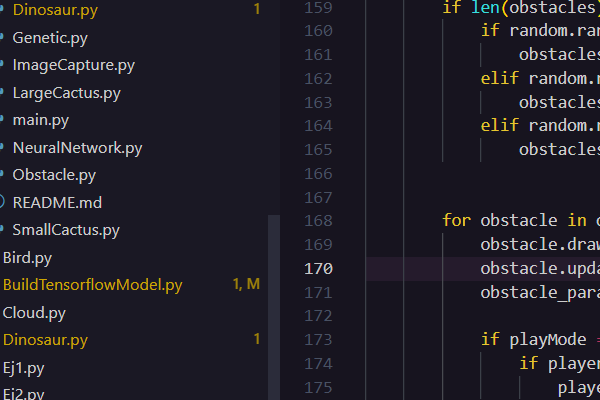 Dinosaur.py 1
Genetic.py
ImageCapture.py
LargeCactus.py
main.py
NeuralNetwork.py
Obstacle.py
README.md
SmallCactus.py
Bird.py
BuildTensorflowModel.py 1, M
Cloud.py
Dinosaur.py 1
Ej1.py
Ej2.py
159 if len(obstacles)
160 if random.ran
161 obstacles
162 elif random.r
163 obstacles
164 elif random.r
165 obstacles
166
167
168 for obstacle in o
169 obstacle.draw
170 obstacle.upda
171 obstacle_para
172
173 if playMode =
174 if player
175 playe